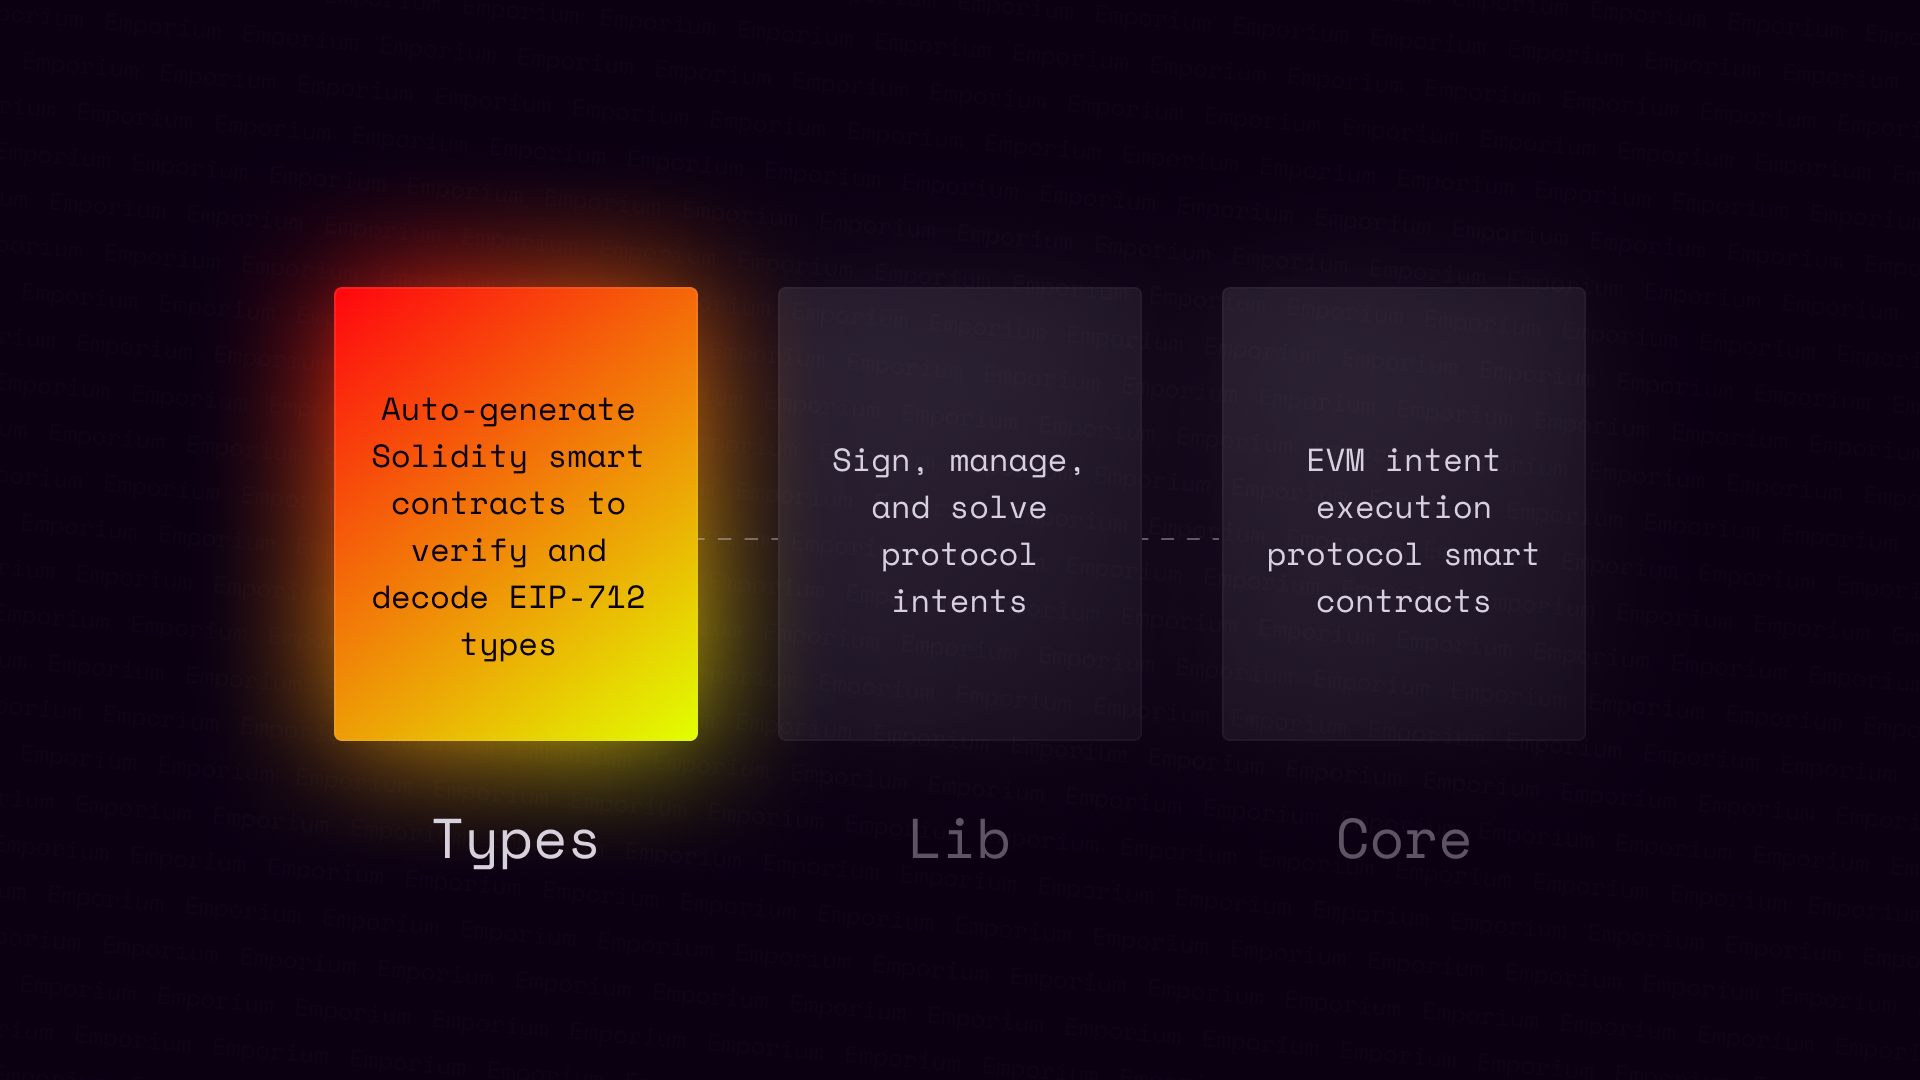 Auto-generate
Solidity smart
contracts to
verify and
decode EIP-712
types
Types
Sign, manage,
and solve
protocol
intents
Lib
EVM intent
execution
protocol smart
contracts
Core
Emporium